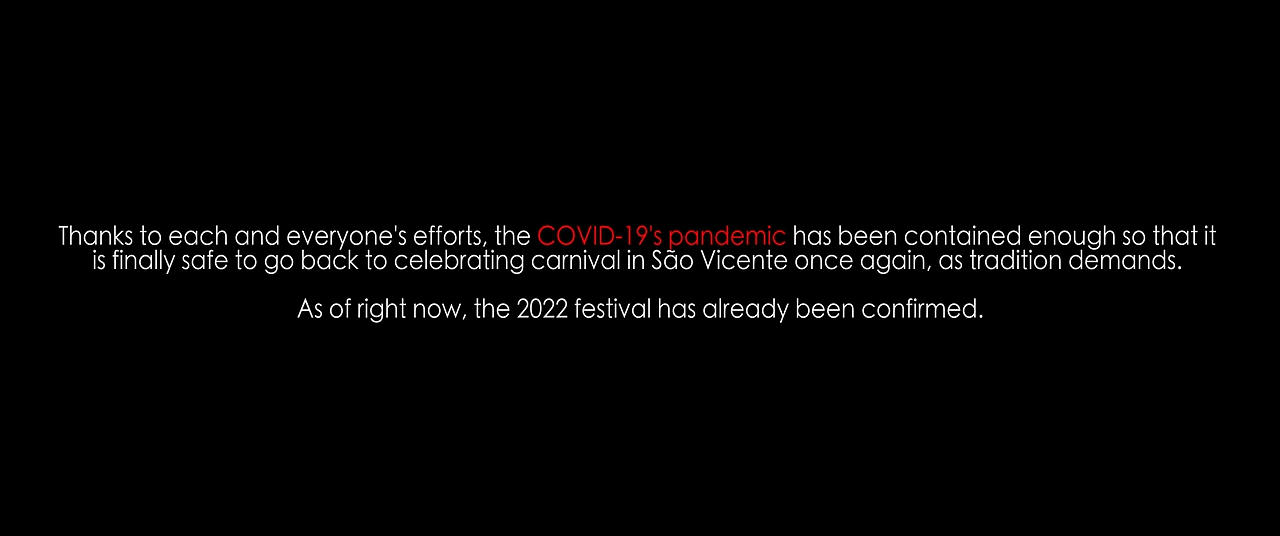 Thanks to each and everyone's efforts, the COVID-19's pandemic has been contained enough so that it
is finally safe to go back to celebrating carnival in São Vicente once again, as tradition demands.
As of right now, the 2022 festival has already been confirmed.